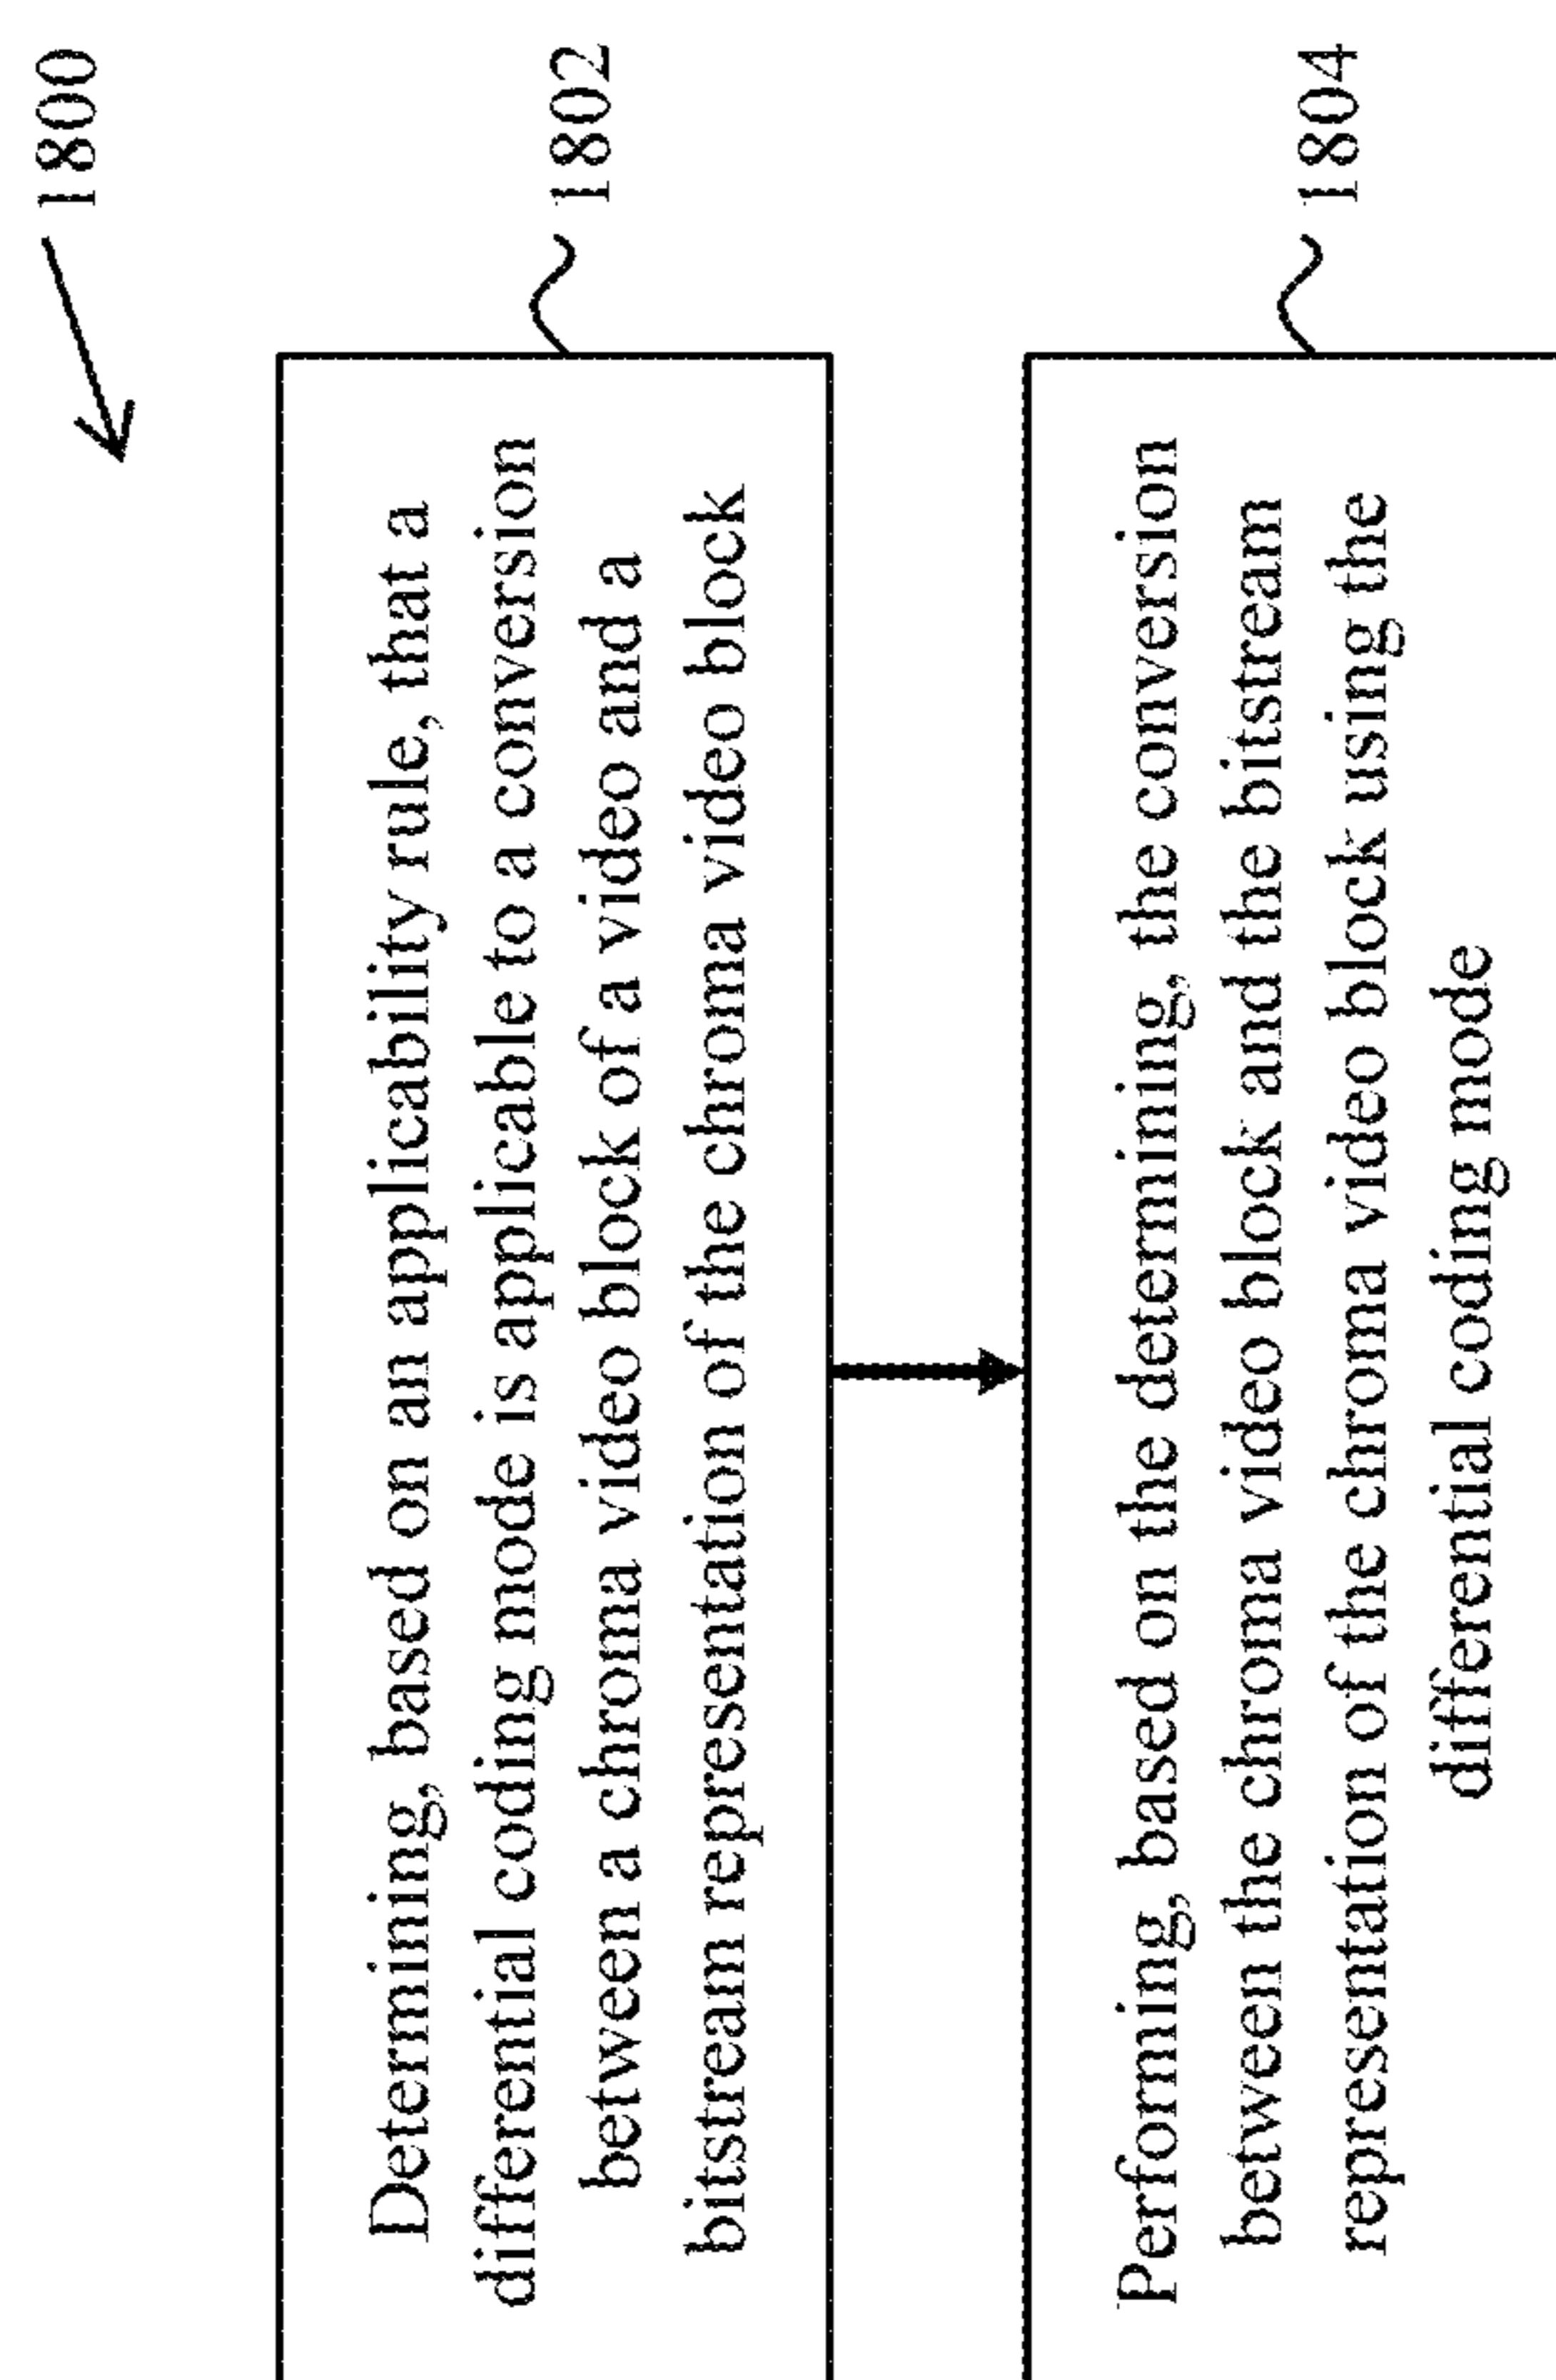 1800
Determining, based on an applicability rule, that a
differential coding mode is applicable to a conversion
between a chroma video block of a video and a
bitstream representation of the chroma video block
1802
Performing, based on the determining, the conversion
between the chroma video block and the bitstream
representation of the chroma video block using the
differential coding mode
1804